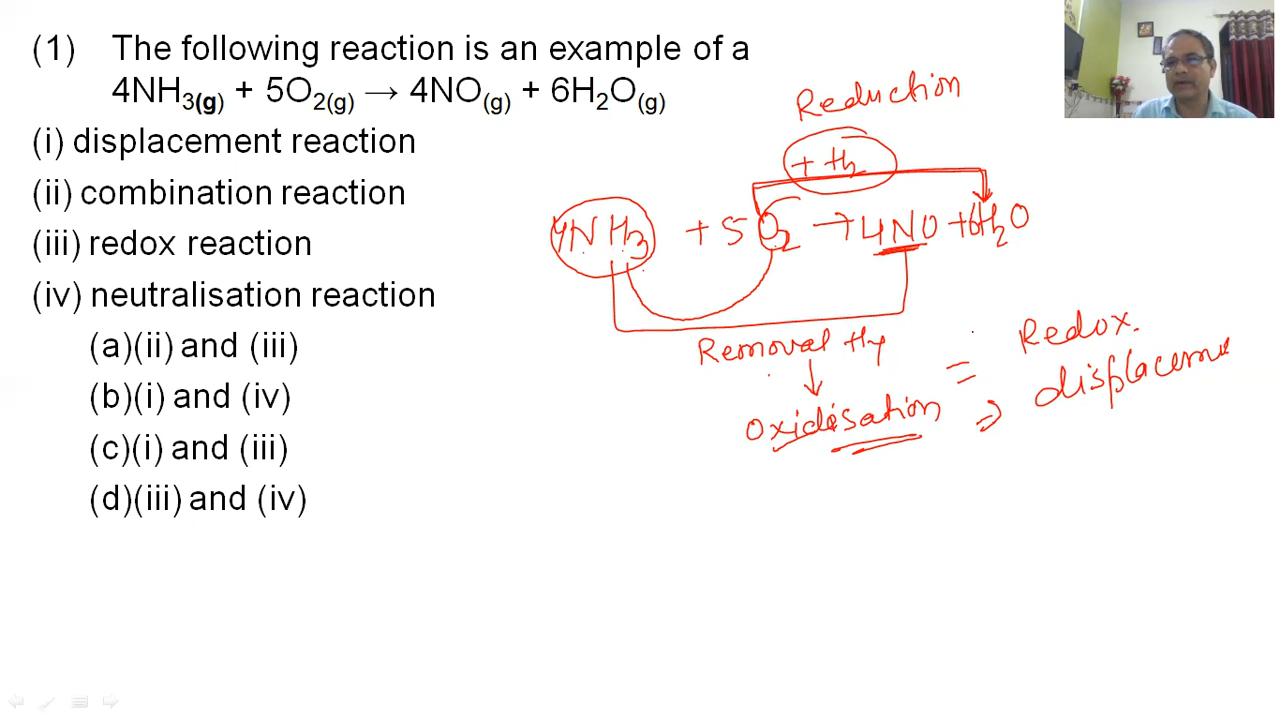 (1) The following reaction is an example of a
4NH₃(g) + 5O₂(g) → 4NO(g) + 6H₂O(g)
(i) displacement reaction
(ii) combination reaction
(iii) redox reaction
(iv) neutralisation reaction
(a)(ii) and (iii)
(b)(i) and (iv)
(c)(i) and (iii)
(d)(iii) and (iv)
Reduction
+ H₂
4NH₃ + 5O₂ → 4NO + 6H₂O
Removal Hy
↓
Oxidisation
= Redox.
⇒ displaceme